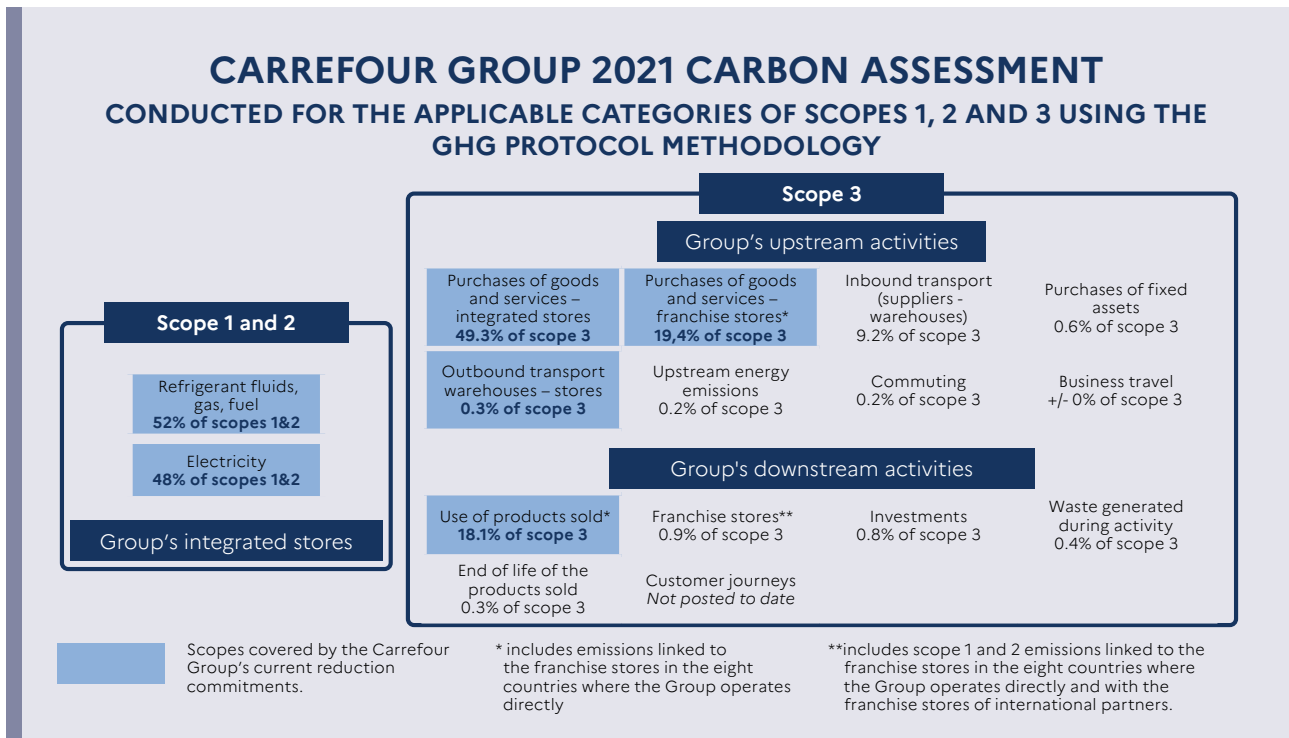 CARREFOUR GROUP 2021 CARBON ASSESSMENT
CONDUCTED FOR THE APPLICABLE CATEGORIES OF SCOPES 1, 2 AND 3 USING THE
GHG PROTOCOL METHODOLOGY
Scope 1 and 2
Refrigerant fluids,
gas, fuel
52% of scopes 1&2
Electricity
48% of scopes 1&2
Group's integrated stores
Scope 3
Group's upstream activities
Purchases of goods
and services –
integrated stores
49.3% of scope 3
Purchases of goods
and services –
franchise stores*
19,4% of scope 3
Inbound transport
(suppliers -
warehouses)
9.2% of scope 3
Purchases of fixed
assets
0.6% of scope 3
Outbound transport
warehouses – stores
0.3% of scope 3
Upstream energy
emissions
0.2% of scope 3
Commuting
0.2% of scope 3
Business travel
+/- 0% of scope 3
Group's downstream activities
Use of products sold*
18.1% of scope 3
Franchise stores**
0.9% of scope 3
Investments
0.8% of scope 3
Waste generated
during activity
0.4% of scope 3
End of life of the
products sold
0.3% of scope 3
Customer journeys
Not posted to date
Scopes covered by the Carrefour
Group's current reduction
commitments.
* includes emissions linked to
the franchise stores in the eight
countries where the Group operates
directly
**includes scope 1 and 2 emissions linked to the
franchise stores in the eight countries where
the Group operates directly and with the
franchise stores of international partners.